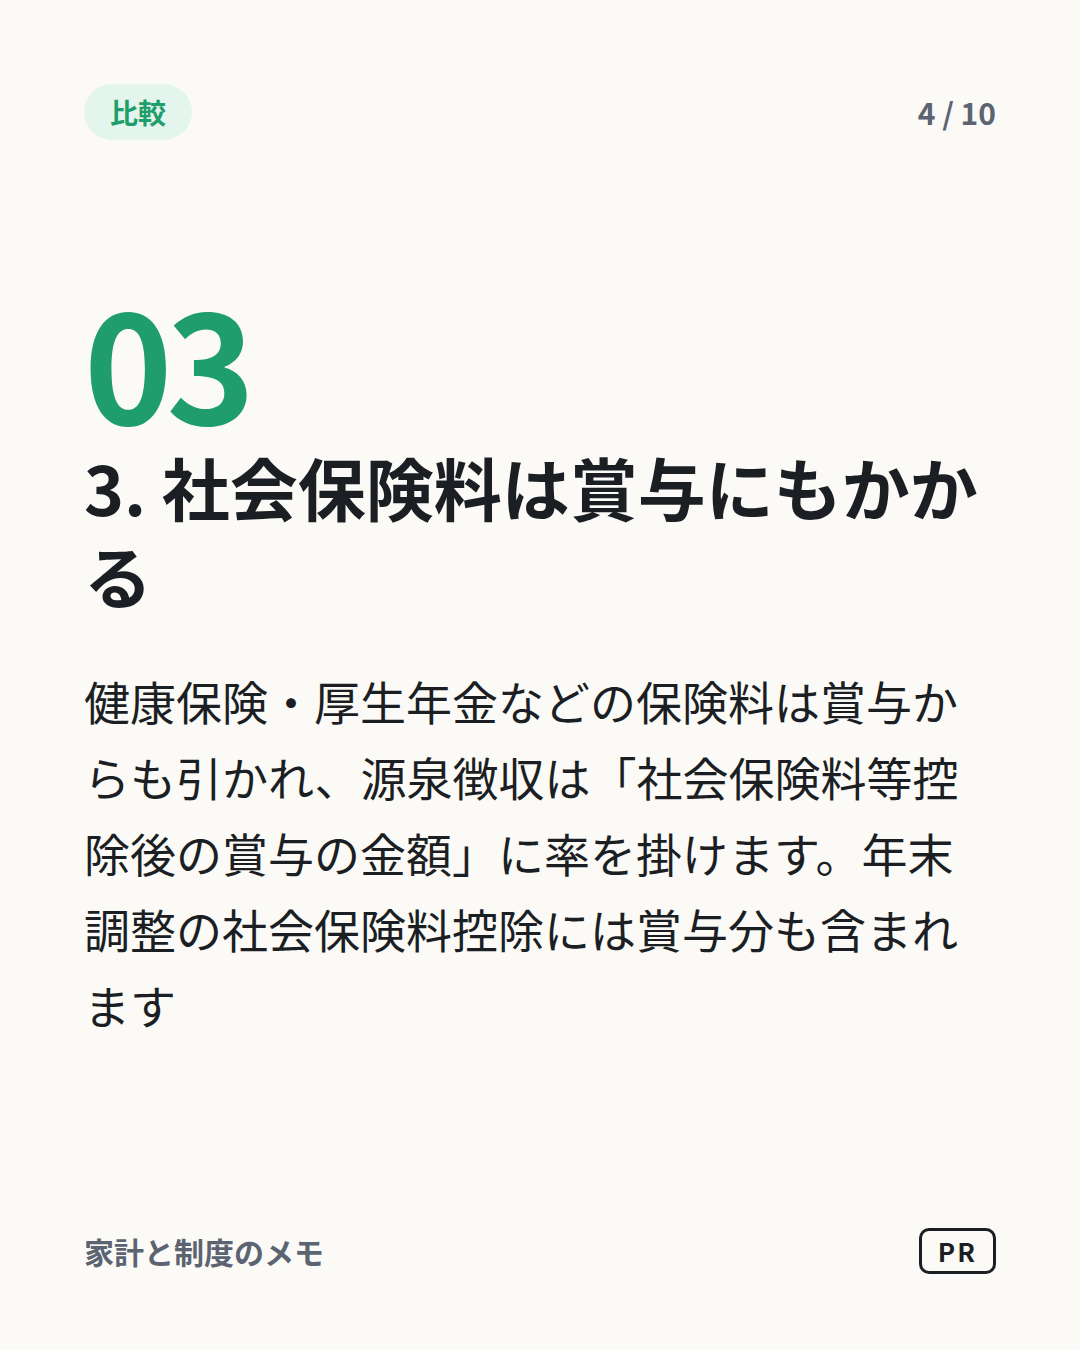 比較
4 / 10
03
3. 社会保険料は賞与にもかか
る
健康保険・厚生年金などの保険料は賞与か
らも引かれ、源泉徴収は「社会保険料等控
除後の賞与の金額」に率を掛けます。年末
調整の社会保険料控除には賞与分も含まれ
ます
家計と制度のメモ
PR